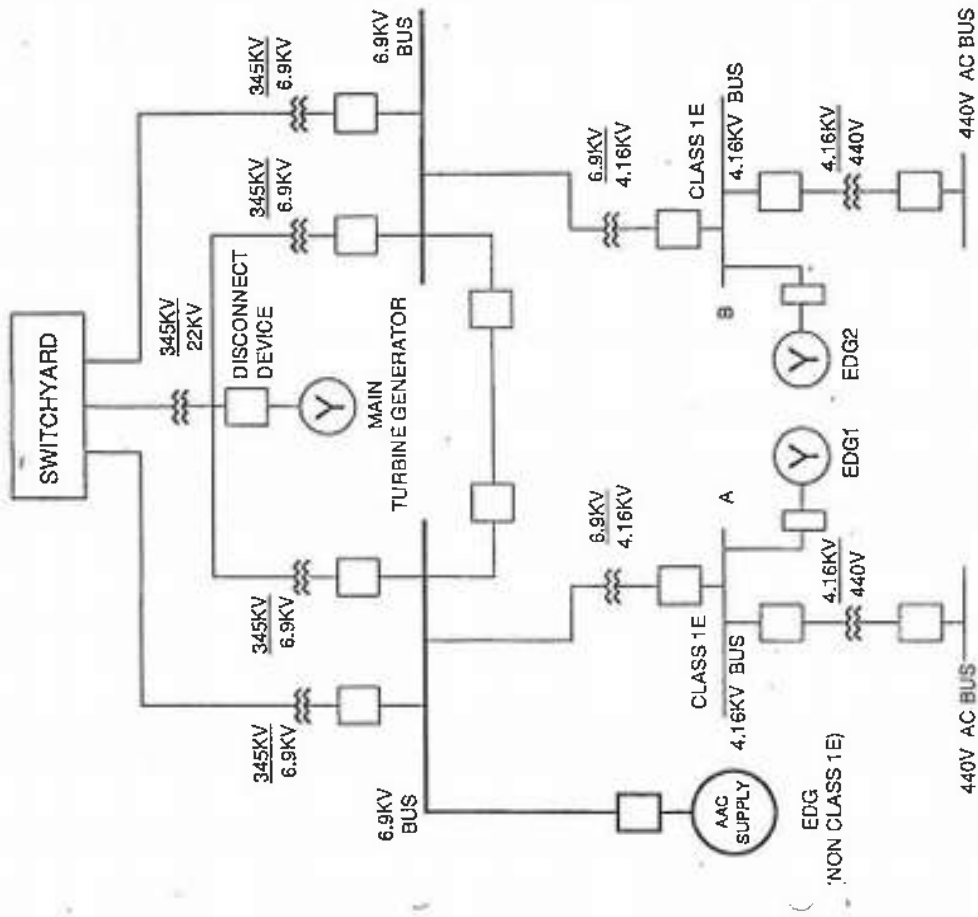 SWITCHYARD
345KV
6.9KV
345KV
6.9KV
345KV
22KV
345KV
6.9KV
345KV
6.9KV
DISCONNECT
DEVICE
Y
MAIN
TURBINE GENERATOR
6.9KV
BUS
6.9KV
BUS
6.9KV
4.16KV
6.9KV
4.16KV
AAC
SUPPLY
EDG
'NON CLASS 1E)
CLASS 1E
4.16KV BUS
A
Y
EDG1
4.16KV
440V
440V AC BUS
B
CLASS 1E
4.16KV BUS
Y
EDG2
4.16KV
440V
440V AC BUS